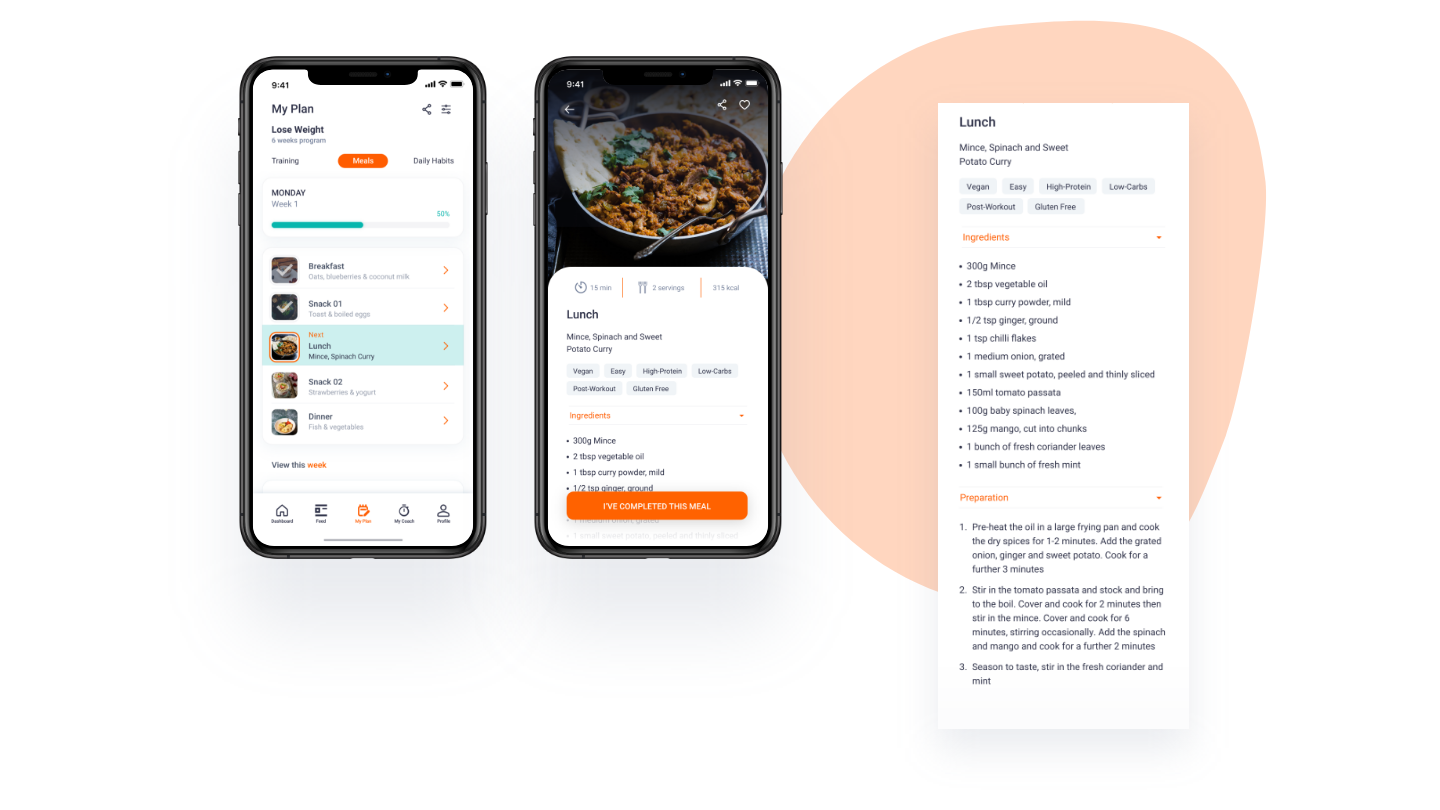 9:41
My Plan
Lose Weight
6 weeks program
Training
Meals
Daily Habits
MONDAY
Week 1
50%
Breakfast
Oats, blueberries & coconut milk
Snack 01
Toast & boiled eggs
Next
Lunch
Mince, Spinach Curry
Snack 02
Strawberries & yogurt
Dinner
Fish & vegetables
View this week
Dashboard
Feed
My Plan
My Coach
Profile
9:41
15 min
2 servings
315 kcal
Lunch
Mince, Spinach and Sweet
Potato Curry
Vegan
Easy
High-Protein
Low-Carbs
Post-Workout
Gluten Free
Ingredients
• 300g Mince
• 2 tbsp vegetable oil
• 1 tbsp curry powder, mild
• 1/2 tsp ginger, ground
I'VE COMPLETED THIS MEAL
• 1 medium onion, grated
• 1 small sweet potato, peeled and thinly sliced
Lunch
Mince, Spinach and Sweet
Potato Curry
Vegan
Easy
High-Protein
Low-Carbs
Post-Workout
Gluten Free
Ingredients
• 300g Mince
• 2 tbsp vegetable oil
• 1 tbsp curry powder, mild
• 1/2 tsp ginger, ground
• 1 tsp chilli flakes
• 1 medium onion, grated
• 1 small sweet potato, peeled and thinly sliced
• 150ml tomato passata
• 100g baby spinach leaves,
• 125g mango, cut into chunks
• 1 bunch of fresh coriander leaves
• 1 small bunch of fresh mint
Preparation
1. Pre-heat the oil in a large frying pan and cook
the dry spices for 1-2 minutes. Add the grated
onion, ginger and sweet potato. Cook for a
further 3 minutes
2. Stir in the tomato passata and stock and bring
to the boil. Cover and cook for 2 minutes then
stir in the mince. Cover and cook for 6
minutes, stirring occasionally. Add the spinach
and mango and cook for a further 2 minutes
3. Season to taste, stir in the fresh coriander and
mint